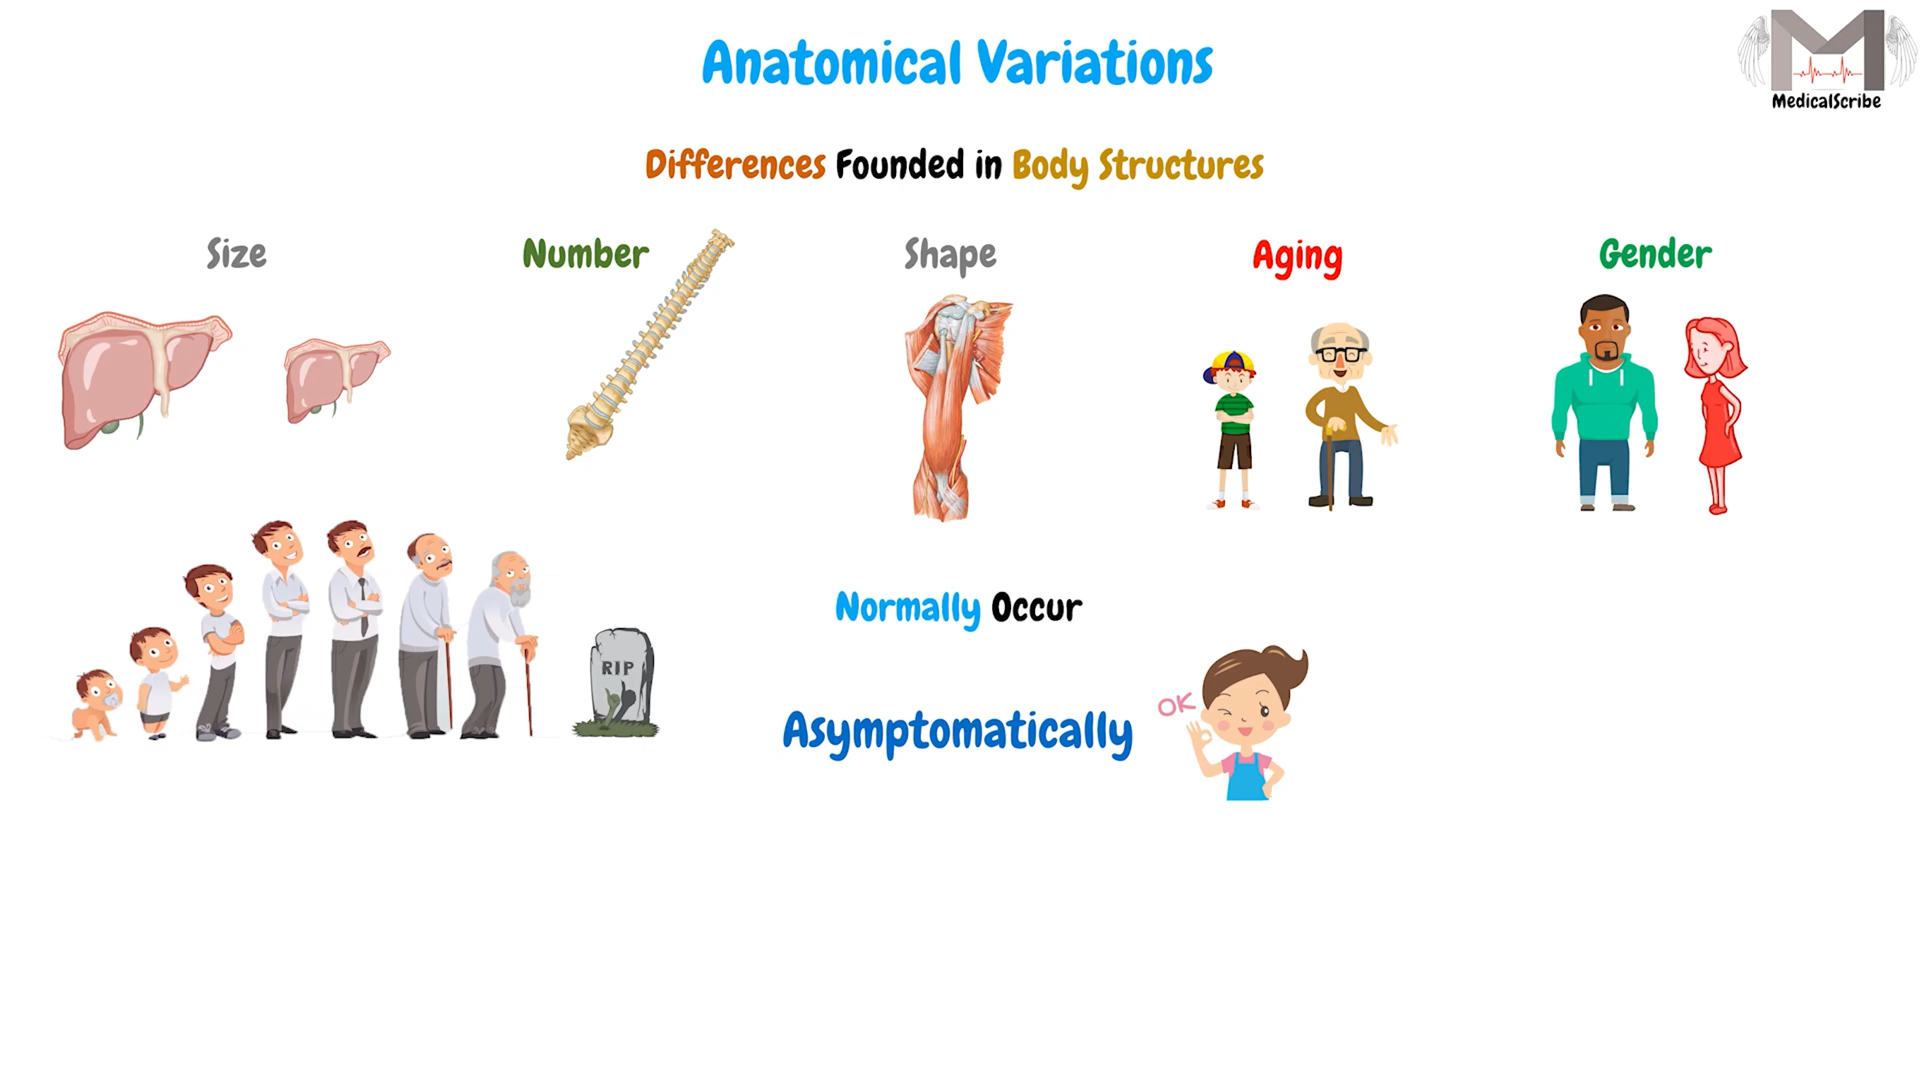 Anatomical Variations
MedicalScribe
Differences Founded in Body Structures
Size
Number
Shape
Aging
Gender
Normally Occur
RIP
OK
Asymptomatically